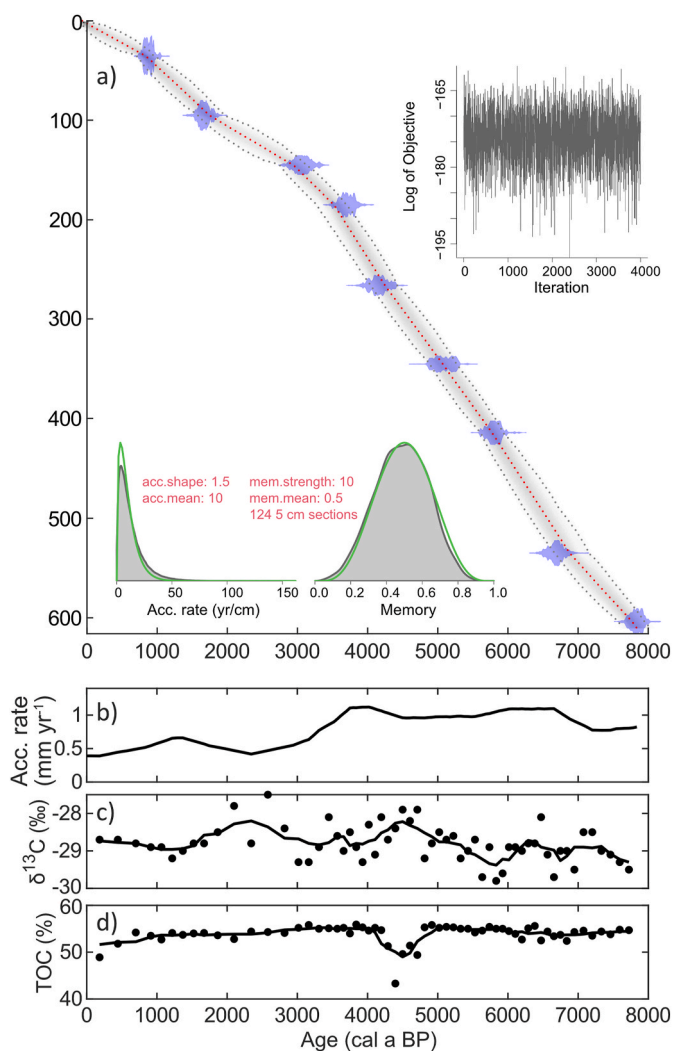 a)
0
100
200
300
400
500
600
0 1000 2000 3000 4000 5000 6000 7000 8000
Log of Objective
-165
-180
-195
0 1000 2000 3000 4000
Iteration
acc.shape: 1.5
acc.mean: 10
mem.strength: 10
mem.mean: 0.5
124 5 cm sections
0 50 100 150
Acc. rate (yr/cm)
0.0 0.2 0.4 0.6 0.8 1.0
Memory
b)
Acc. rate
(mm yr⁻¹)
1
0.5
0
c)
δ¹³C (‰)
-28
-29
-30
d)
TOC (%)
60
50
40
0 1000 2000 3000 4000 5000 6000 7000 8000
Age (cal a BP)